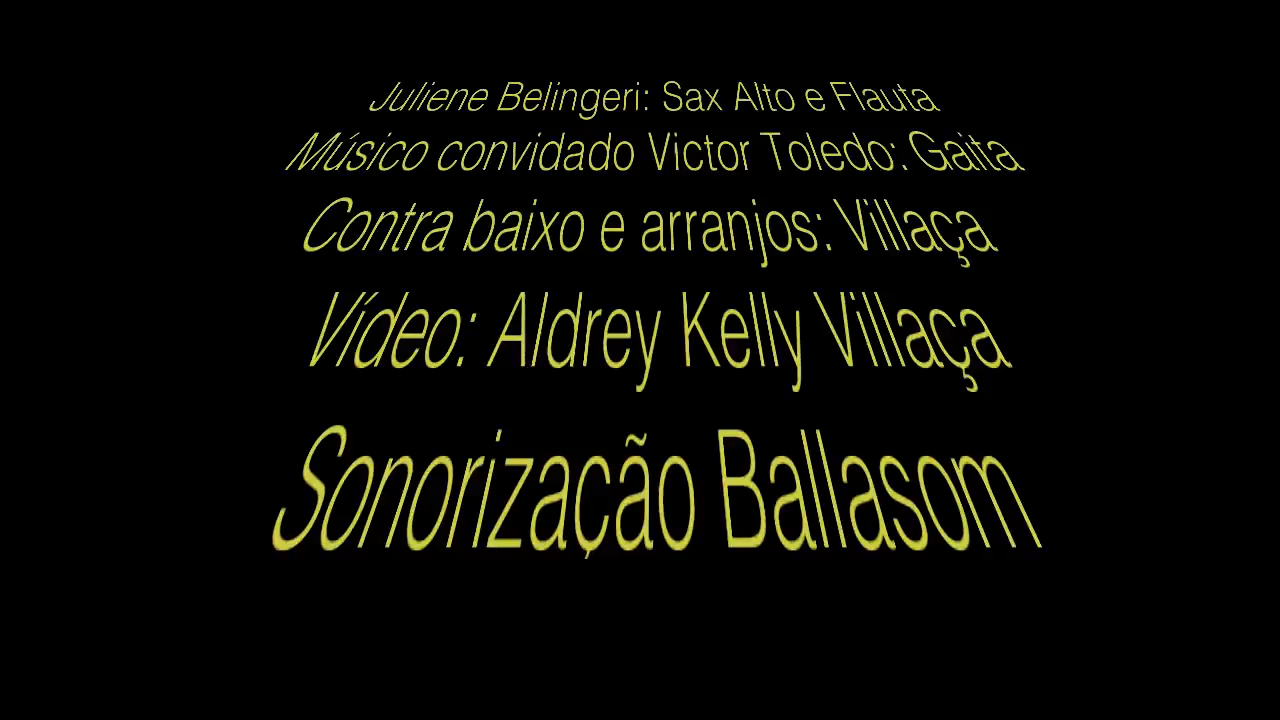 Juliene Belingeri: Sax Alto e Flauta
Músico convidado Victor Toledo: Gaita
Contra baixo e arranjos: Villaça
Vídeo: Aldrey Kelly Villaça
Sonorização Ballasom